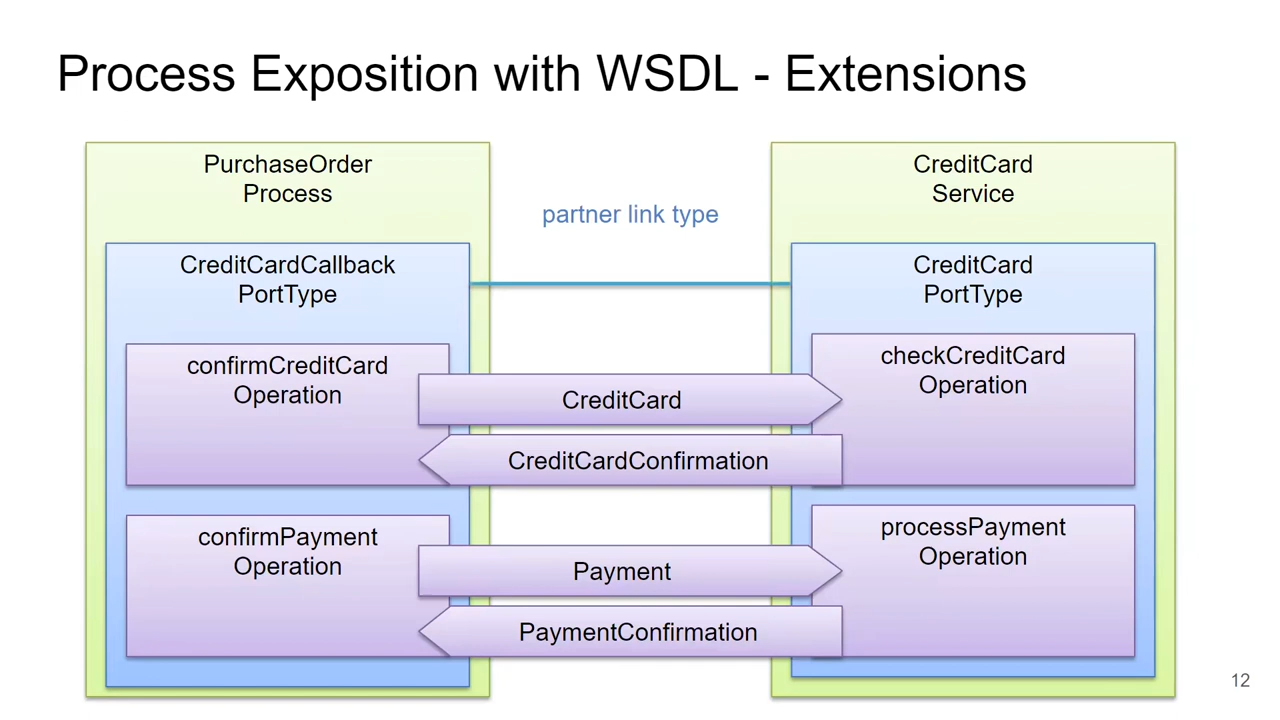 Process Exposition with WSDL - Extensions
PurchaseOrder
Process
CreditCardCallback
PortType
confirmCreditCard
Operation
confirmPayment
Operation
partner link type
CreditCard
CreditCardConfirmation
Payment
PaymentConfirmation
CreditCard
Service
CreditCard
PortType
checkCreditCard
Operation
processPayment
Operation
12